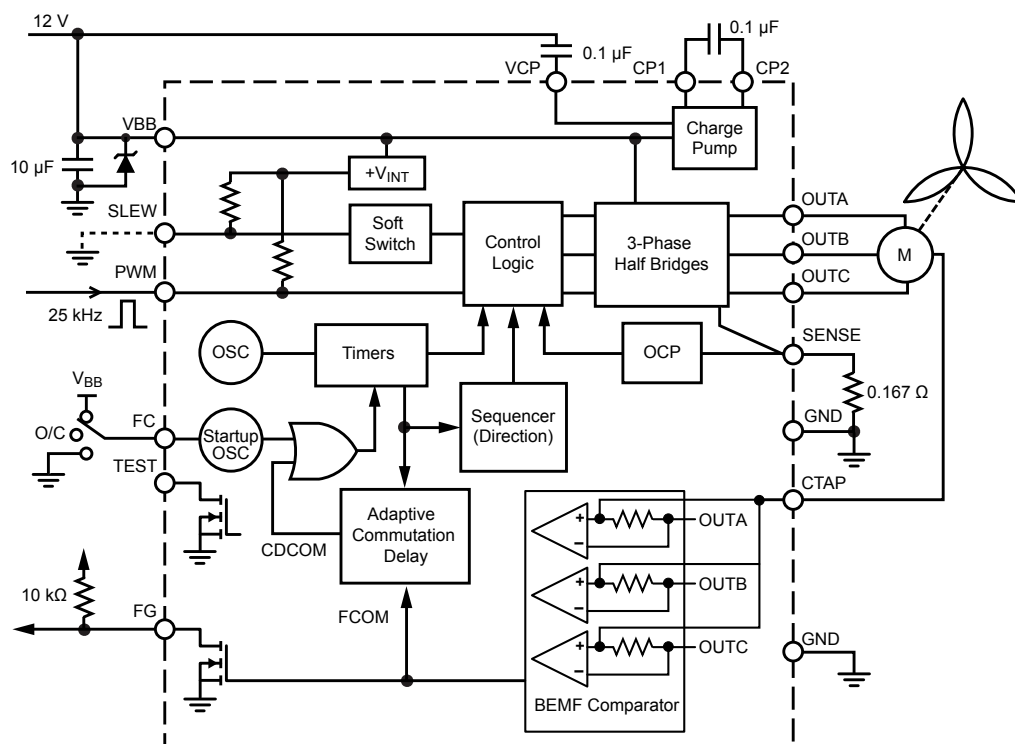 12 V
0.1 µF
0.1 µF
VCP
CP1
CP2
Charge
Pump
VBB
10 µF
+VINT
SLEW
Soft
Switch
Control
Logic
3-Phase
Half Bridges
OUTA
OUTB
OUTC
M
PWM
25 kHz
OSC
Timers
OCP
SENSE
0.167 Ω
VBB
FC
O/C
Startup
OSC
Sequencer
(Direction)
GND
TEST
CTAP
Adaptive
Commutation
Delay
CDCOM
+
–
OUTA
+
–
OUTB
+
–
OUTC
BEMF Comparator
10 kΩ
FG
FCOM
GND